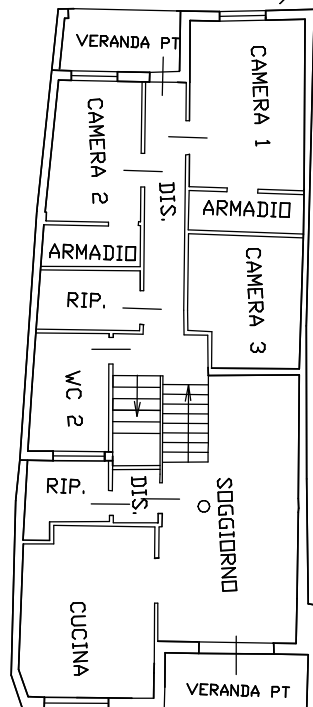 VERANDA PT
CAMERA 1
CAMERA 2
DIS.
ARMADIO
ARMADIO
CAMERA 3
RIP.
WC 2
RIP.
DIS.
SOGGIORNO
CUCINA
VERANDA PT